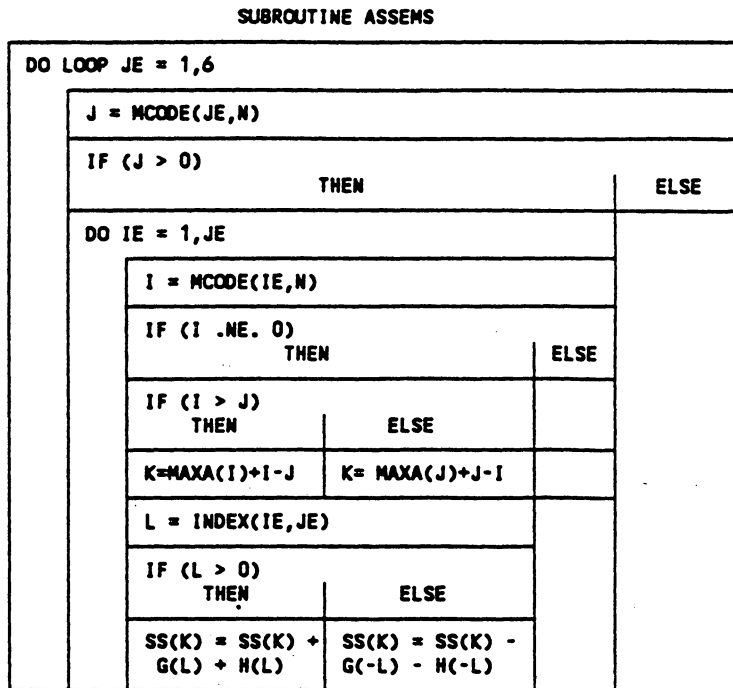 SUBROUTINE ASSEMS
DO LOOP JE = 1,6
J = MCODE(JE,N)
IF (J > 0)
THEN ELSE
DO IE = 1,JE
I = MCODE(IE,N)
IF (I .NE. 0)
THEN ELSE
IF (I > J)
THEN ELSE
K=MAXA(I)+I-J K= MAXA(J)+J-I
L = INDEX(IE,JE)
IF (L > 0)
THEN ELSE
SS(K) = SS(K) + SS(K) = SS(K) -
G(L) + H(L) G(-L) - H(-L)